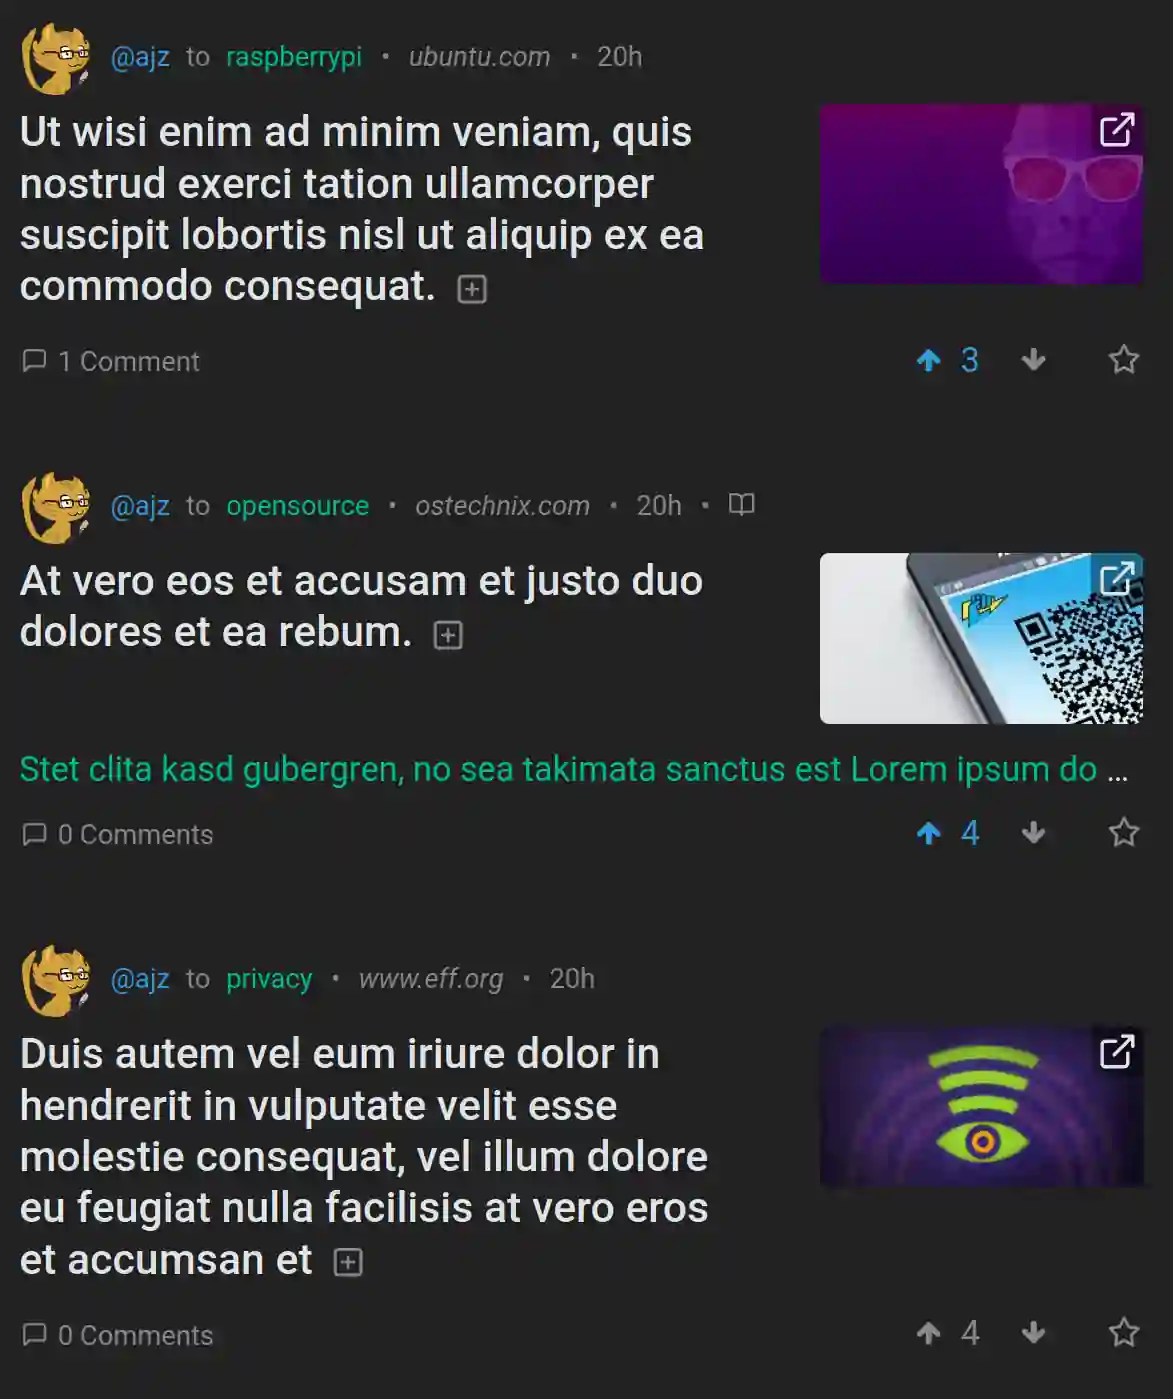 @ajz to raspberrypi • ubuntu.com • 20h
Ut wisi enim ad minim veniam, quis
nostrud exerci tation ullamcorper
suscipit lobortis nisl ut aliquip ex ea
commodo consequat.
1 Comment
3
@ajz to opensource • ostechnix.com • 20h •
At vero eos et accusam et justo duo
dolores et ea rebum.
Stet clita kasd gubergren, no sea takimata sanctus est Lorem ipsum do ...
0 Comments
4
@ajz to privacy • www.eff.org • 20h
Duis autem vel eum iriure dolor in
hendrerit in vulputate velit esse
molestie consequat, vel illum dolore
eu feugiat nulla facilisis at vero eros
et accumsan et
0 Comments
4